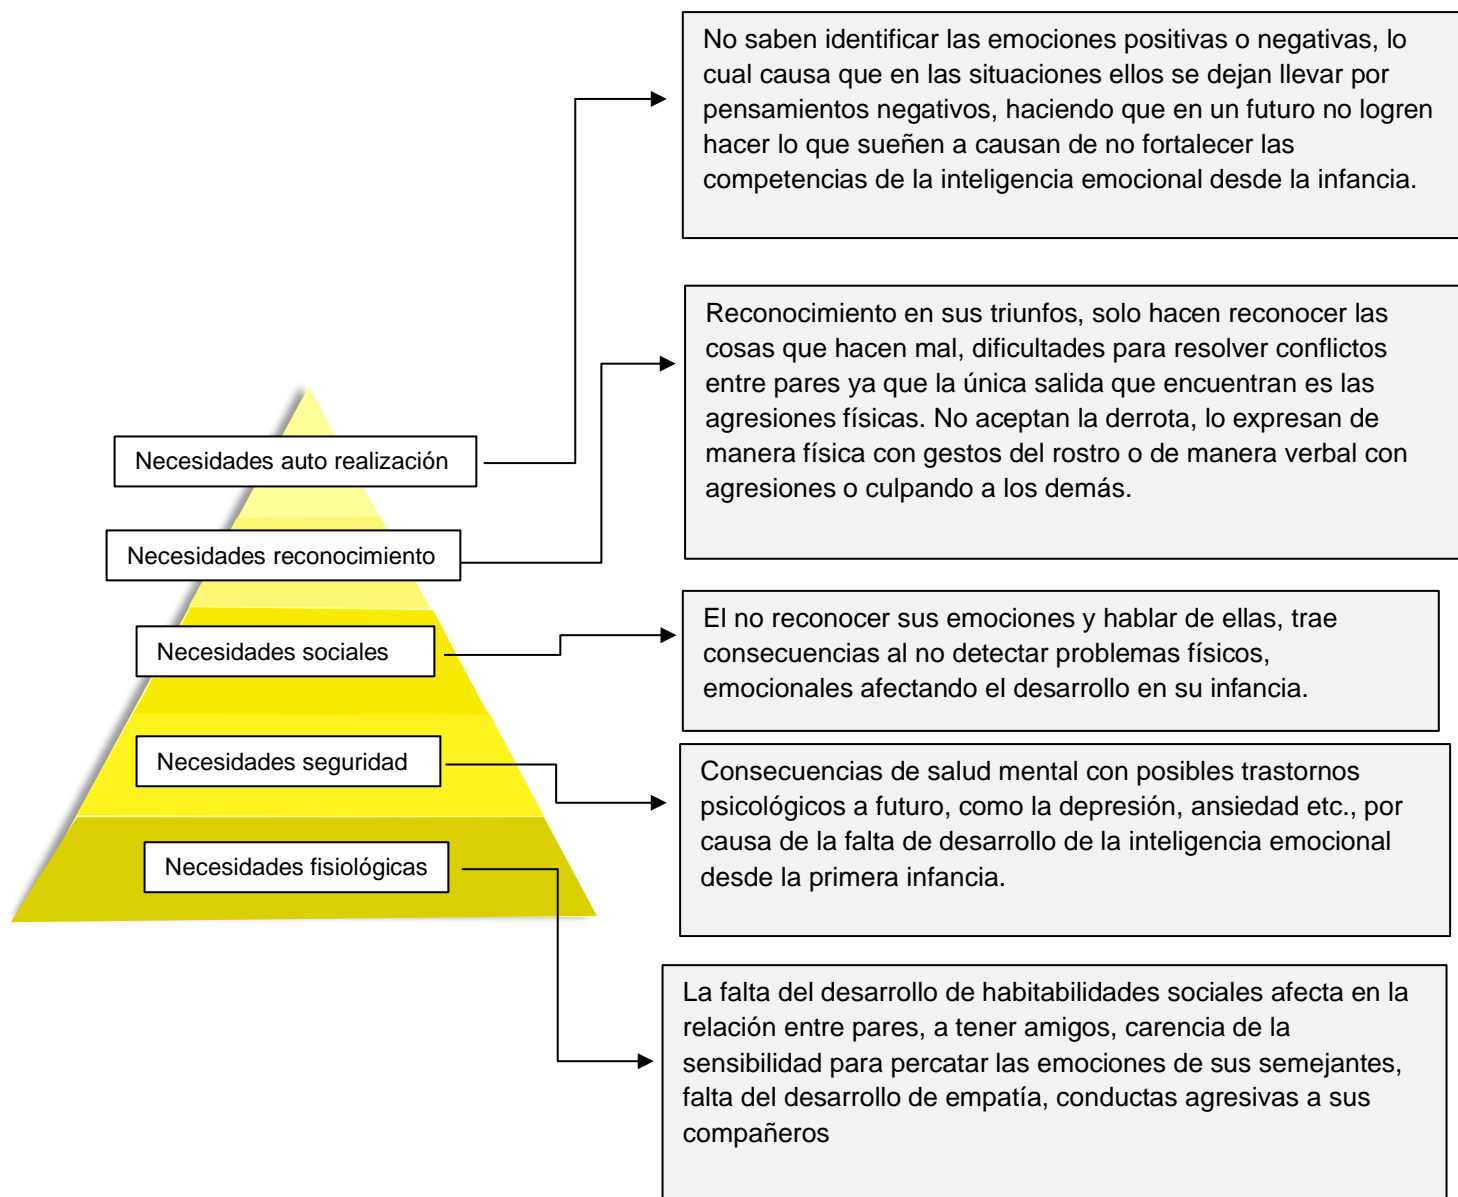 No saben identificar las emociones positivas o negativas, lo
cual causa que en las situaciones ellos se dejan llevar por
pensamientos negativos, haciendo que en un futuro no logren
hacer lo que sueñen a causan de no fortalecer las
competencias de la inteligencia emocional desde la infancia.
Reconocimiento en sus triunfos, solo hacen reconocer las
cosas que hacen mal, dificultades para resolver conflictos
entre pares ya que la única salida que encuentran es las
agresiones físicas. No aceptan la derrota, lo expresan de
manera física con gestos del rostro o de manera verbal con
agresiones o culpando a los demás.
Necesidades auto realización
Necesidades reconocimiento
El no reconocer sus emociones y hablar de ellas, trae
consecuencias al no detectar problemas físicos,
emocionales afectando el desarrollo en su infancia.
Necesidades sociales
Necesidades seguridad
Consecuencias de salud mental con posibles trastornos
psicológicos a futuro, como la depresión, ansiedad etc., por
causa de la falta de desarrollo de la inteligencia emocional
desde la primera infancia.
Necesidades fisiológicas
La falta del desarrollo de habitabilidades sociales afecta en la
relación entre pares, a tener amigos, carencia de la
sensibilidad para percatar las emociones de sus semejantes,
falta del desarrollo de empatía, conductas agresivas a sus
compañeros